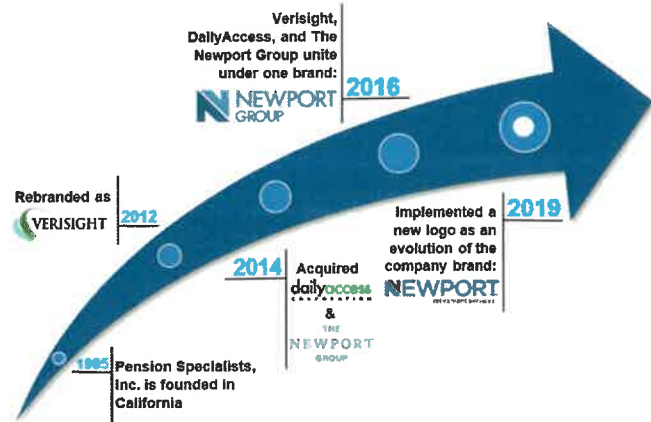 Verisight,
DailyAccess, and The
Newport Group unite
under one brand:
NEWPORT
GROUP
2016
Rebranded as
VERISIGHT
2012
Implemented a
new logo as an
evolution of the
company brand:
NEWPORT
2019
2014
Acquired
dailyaccess
CORPORATION
&
THE
NEWPORT
GROUP
Pension Specialists,
Inc. is founded in
California